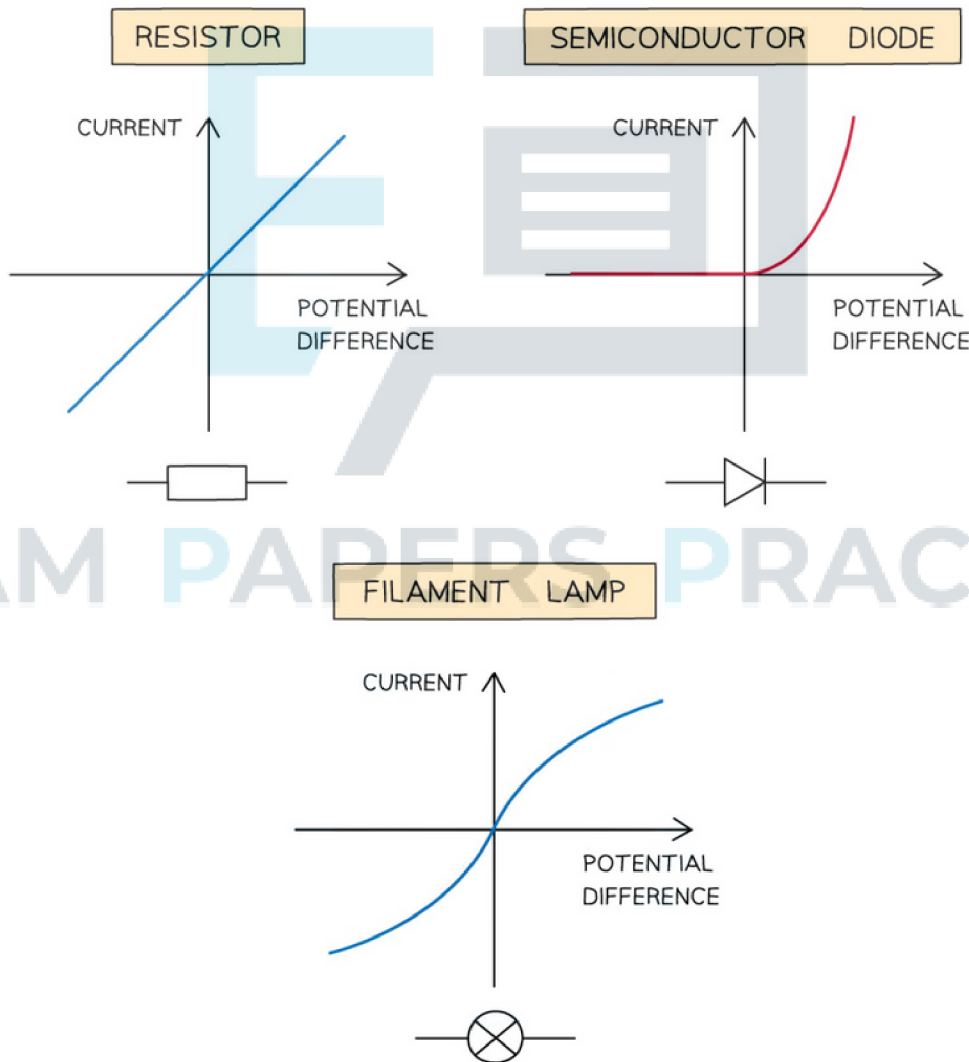 RESISTOR
SEMICONDUCTOR DIODE
CURRENT
POTENTIAL
DIFFERENCE
CURRENT
POTENTIAL
DIFFERENCE
AM PAPERS PRAC
FILAMENT LAMP
CURRENT
POTENTIAL
DIFFERENCE